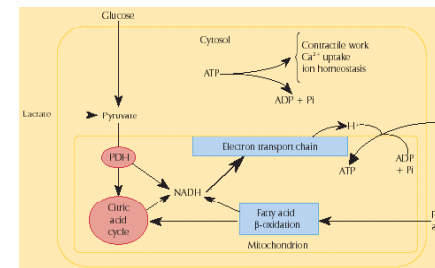 Glucose
Cytosol
Contractile work
Ca2+ uptake
ion homeostasis
ATP
ADP + Pi
Lactate
Pyruvate
H+
Electron transport chain
PDH
ATP
ADP
+ Pi
NADH
Citric
acid
cycle
Fatty acid
β-oxidation
Mitochondrion